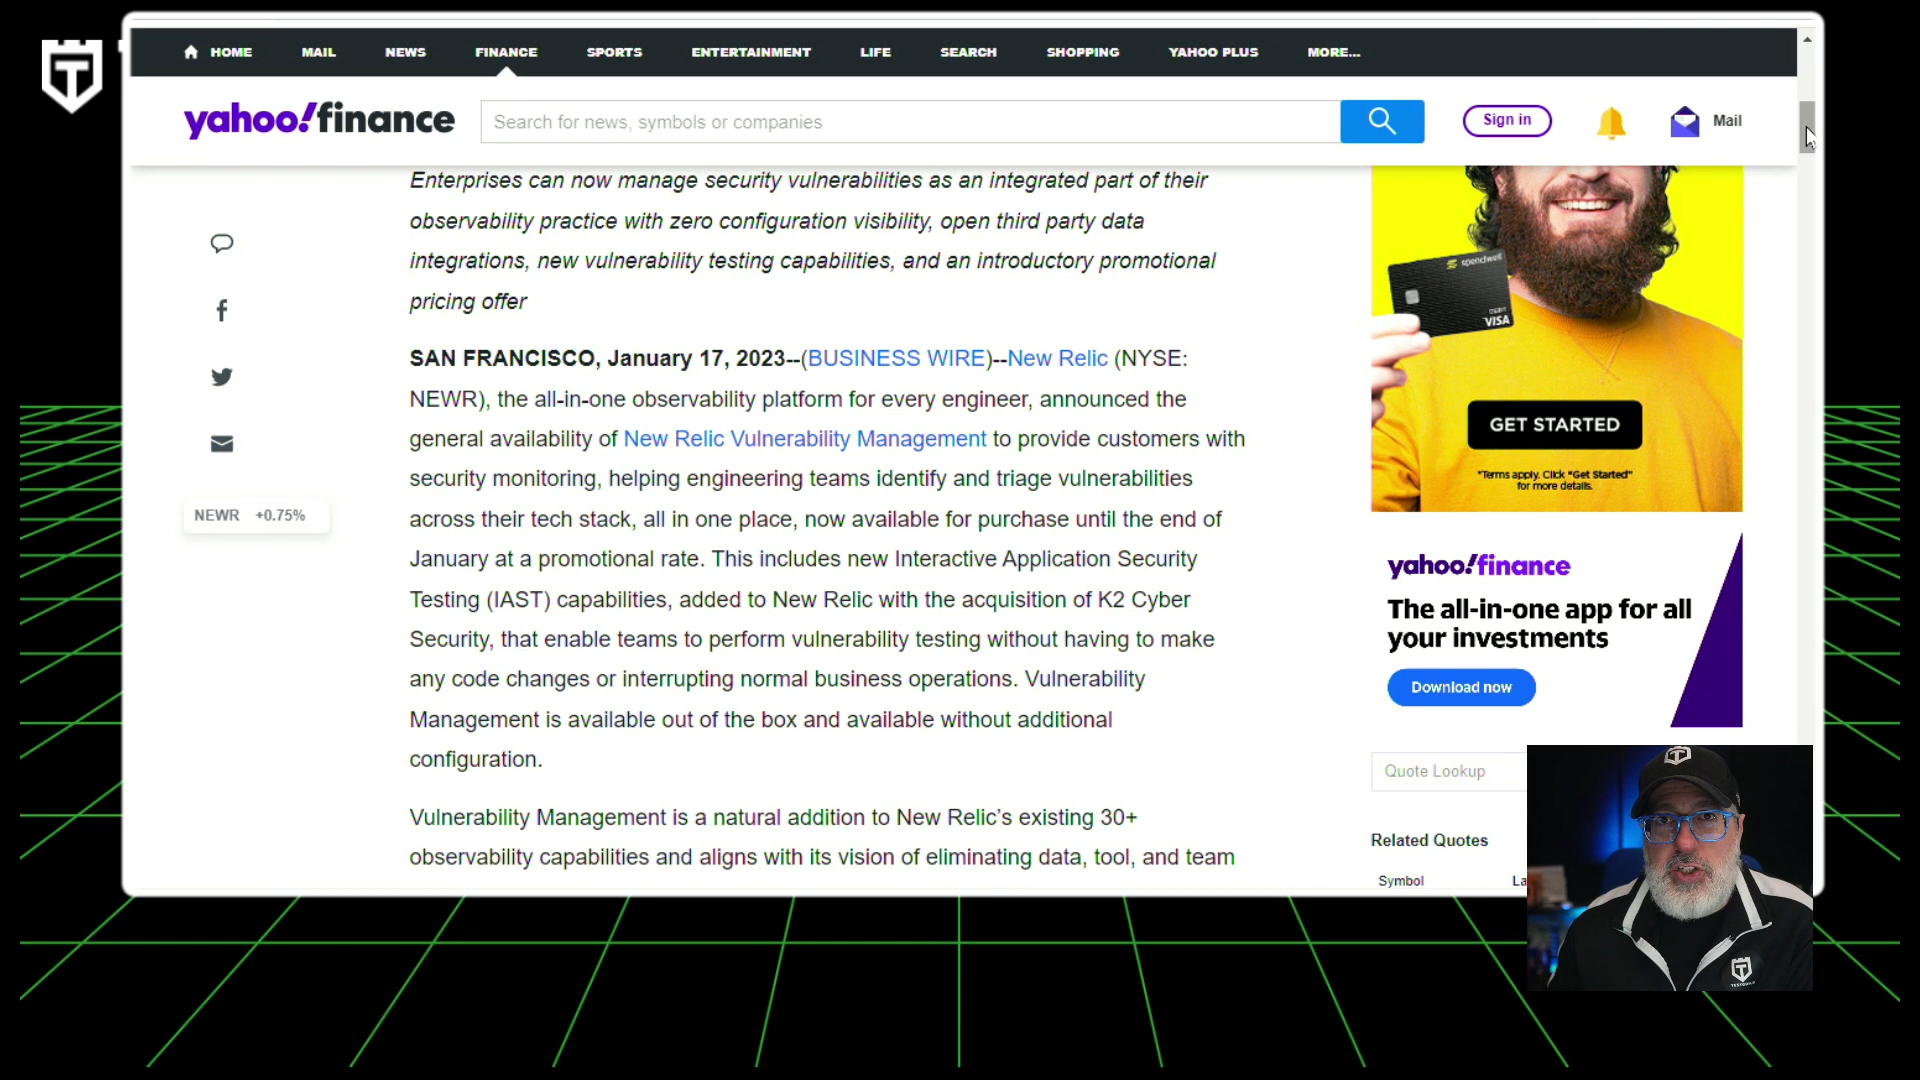 HOME MAIL NEWS FINANCE SPORTS ENTERTAINMENT LIFE SEARCH SHOPPING YAHOO PLUS MORE...
yahoo!finance
Search for news, symbols or companies
Sign in
Mail
Enterprises can now manage security vulnerabilities as an integrated part of their
observability practice with zero configuration visibility, open third party data
integrations, new vulnerability testing capabilities, and an introductory promotional
pricing offer
SAN FRANCISCO, January 17, 2023--(BUSINESS WIRE)--New Relic (NYSE:
NEWR), the all-in-one observability platform for every engineer, announced the
general availability of New Relic Vulnerability Management to provide customers with
security monitoring, helping engineering teams identify and triage vulnerabilities
across their tech stack, all in one place, now available for purchase until the end of
January at a promotional rate. This includes new Interactive Application Security
Testing (IAST) capabilities, added to New Relic with the acquisition of K2 Cyber
Security, that enable teams to perform vulnerability testing without having to make
any code changes or interrupting normal business operations. Vulnerability
Management is available out of the box and available without additional
configuration.
Vulnerability Management is a natural addition to New Relic’s existing 30+
observability capabilities and aligns with its vision of eliminating data, tool, and team
NEWR +0.75%
spendwell
DEBIT
VISA
GET STARTED
*Terms apply. Click "Get Started"
for more details.
yahoo!finance
The all-in-one app for all
your investments
Download now
Quote Lookup
Related Quotes
Symbol La
T
T
T
TESTGUILD